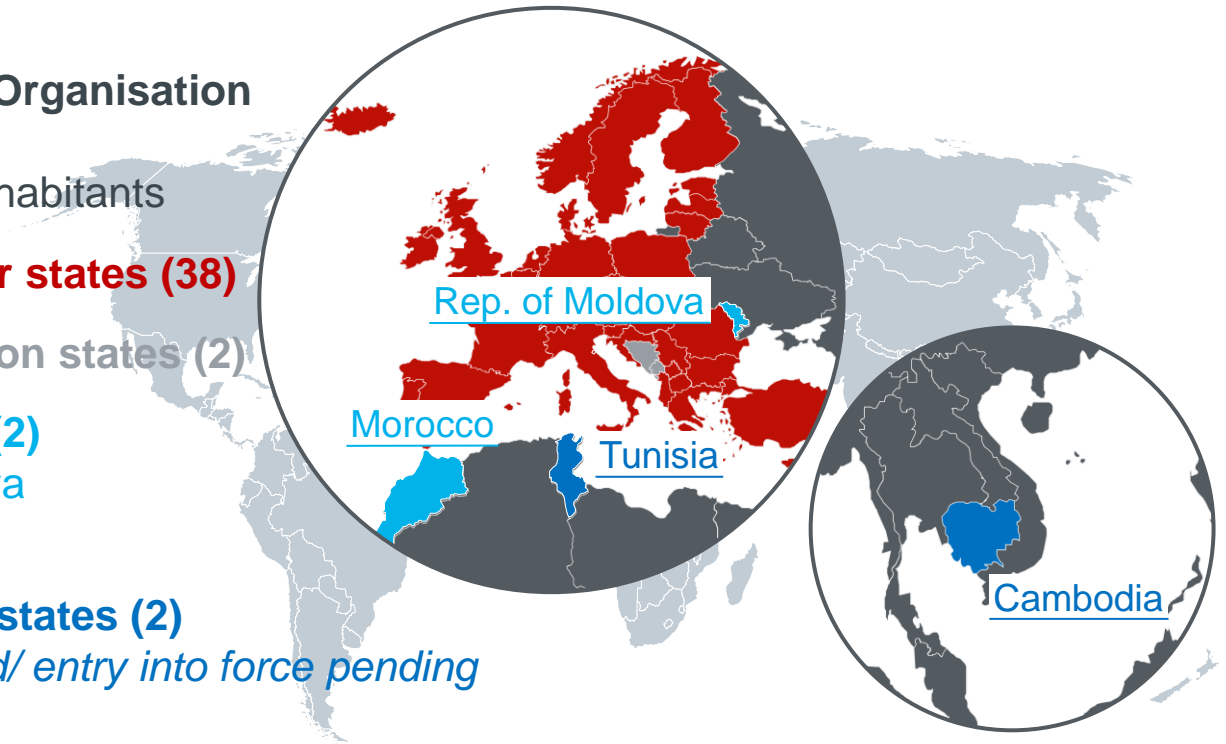 Organisation
habitants
r states (38)
on states (2)
(2)
va
states (2)
d/ entry into force pending
Rep. of Moldova
Morocco
Tunisia
Cambodia